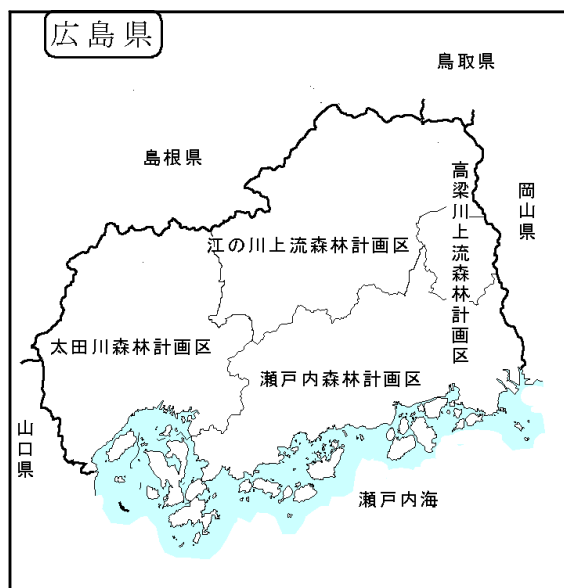 広島県
鳥取県
島根県
高梁川上流森林計画区
岡山県
江の川上流森林計画区
太田川森林計画区
瀬戸内森林計画区
山口県
瀬戸内海